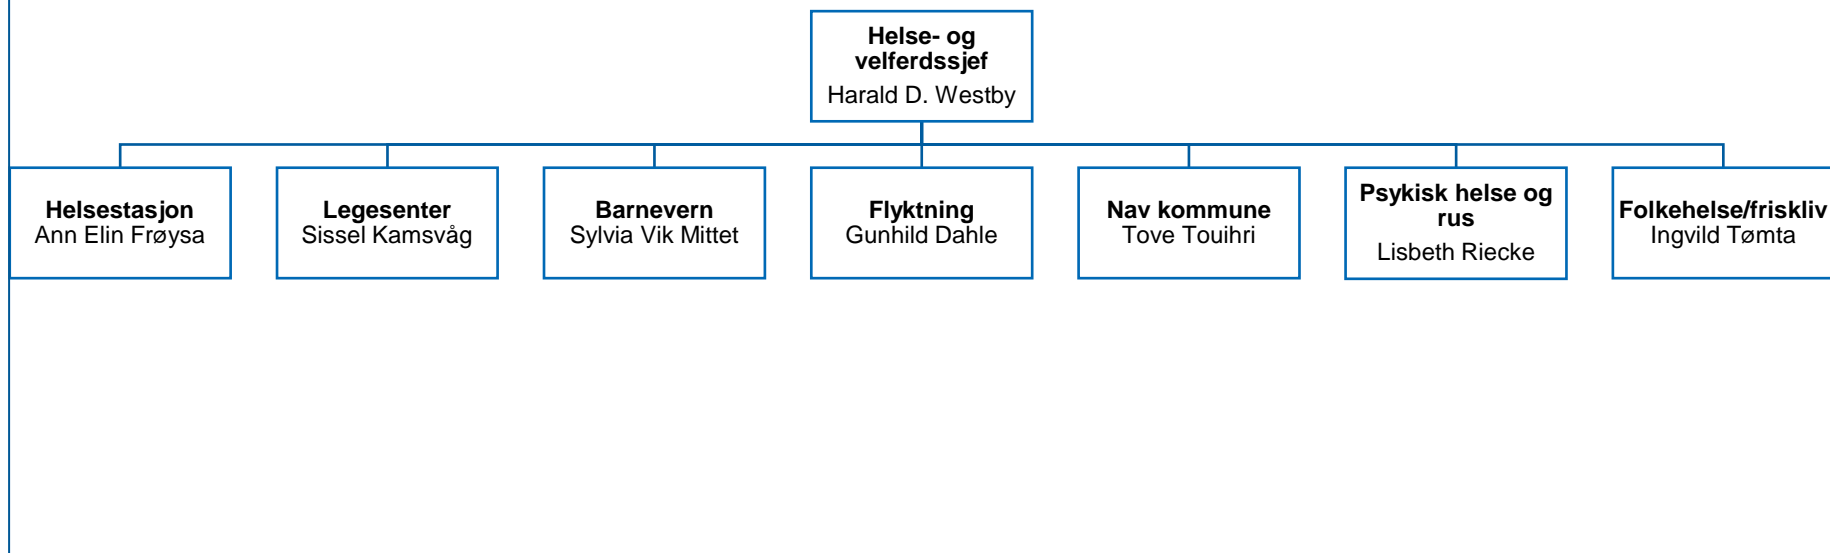 Helse- og
velferdssjef
Harald D. Westby
Helsestasjon
Ann Elin Frøysa
Legesenter
Sissel Kamsvåg
Barnevern
Sylvia Vik Mittet
Flyktning
Gunhild Dahle
Nav kommune
Tove Touihri
Psykisk helse og
rus
Lisbeth Riecke
Folkehelse/friskliv
Ingvild Tømta